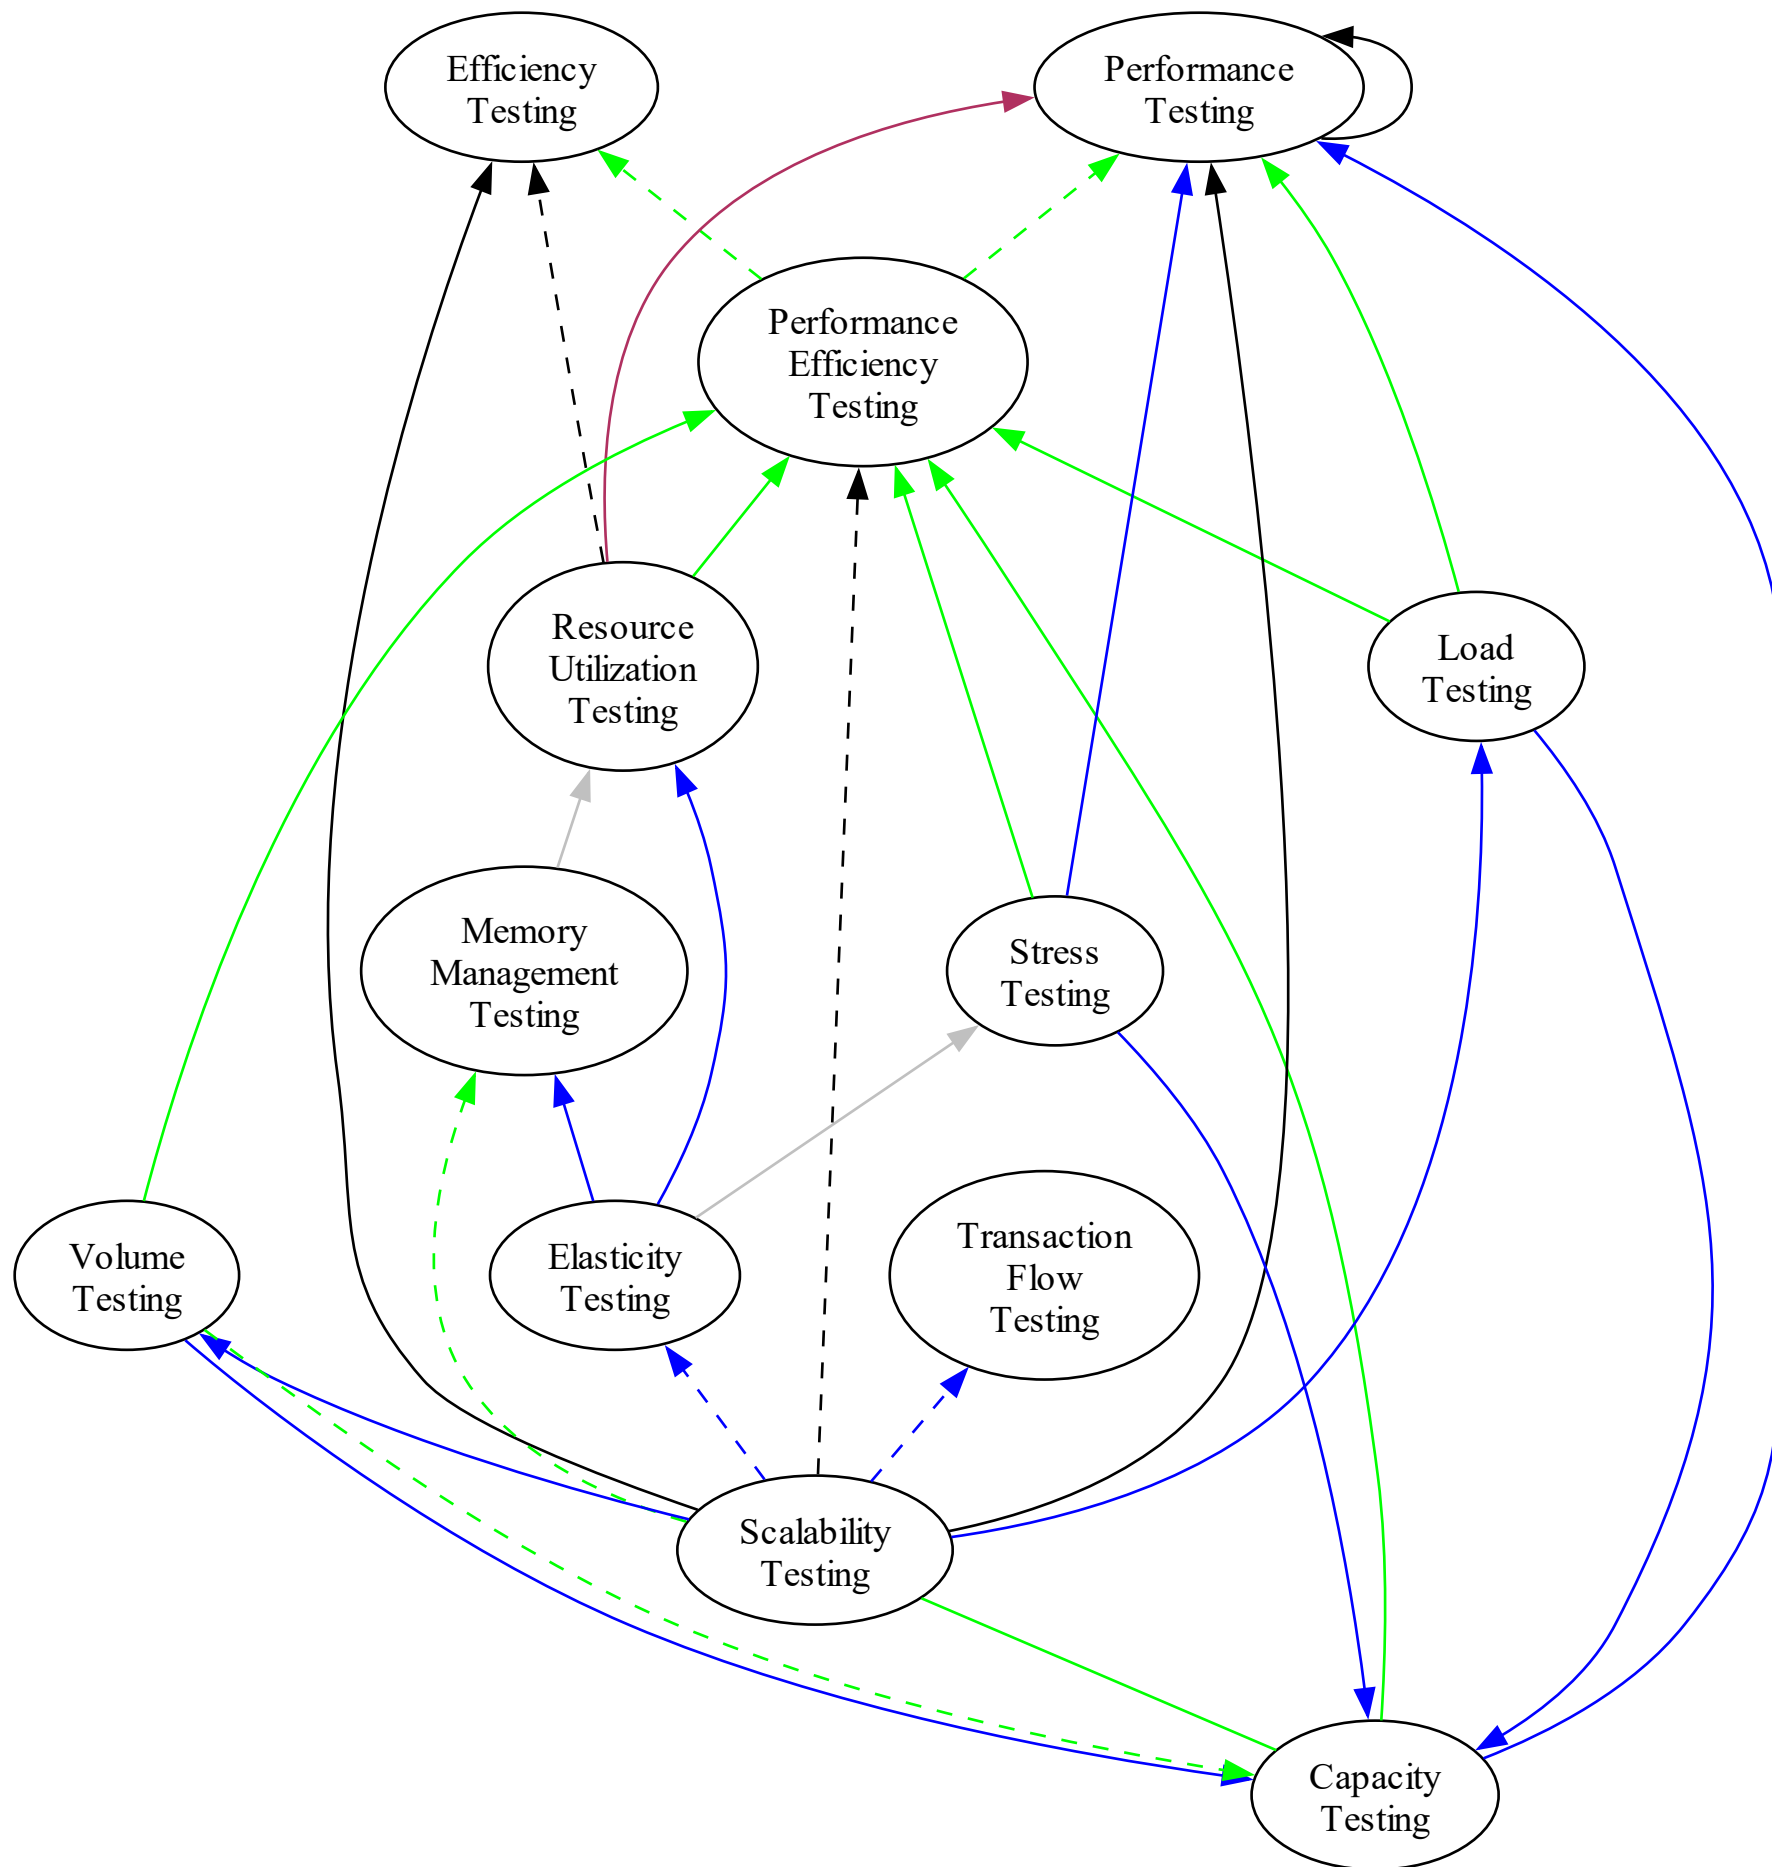 Efficiency
Testing
Performance
Testing
Performance
Efficiency
Testing
Resource
Utilization
Testing
Load
Testing
Memory
Management
Testing
Stress
Testing
Volume
Testing
Elasticity
Testing
Transaction
Flow
Testing
Scalability
Testing
Capacity
Testing